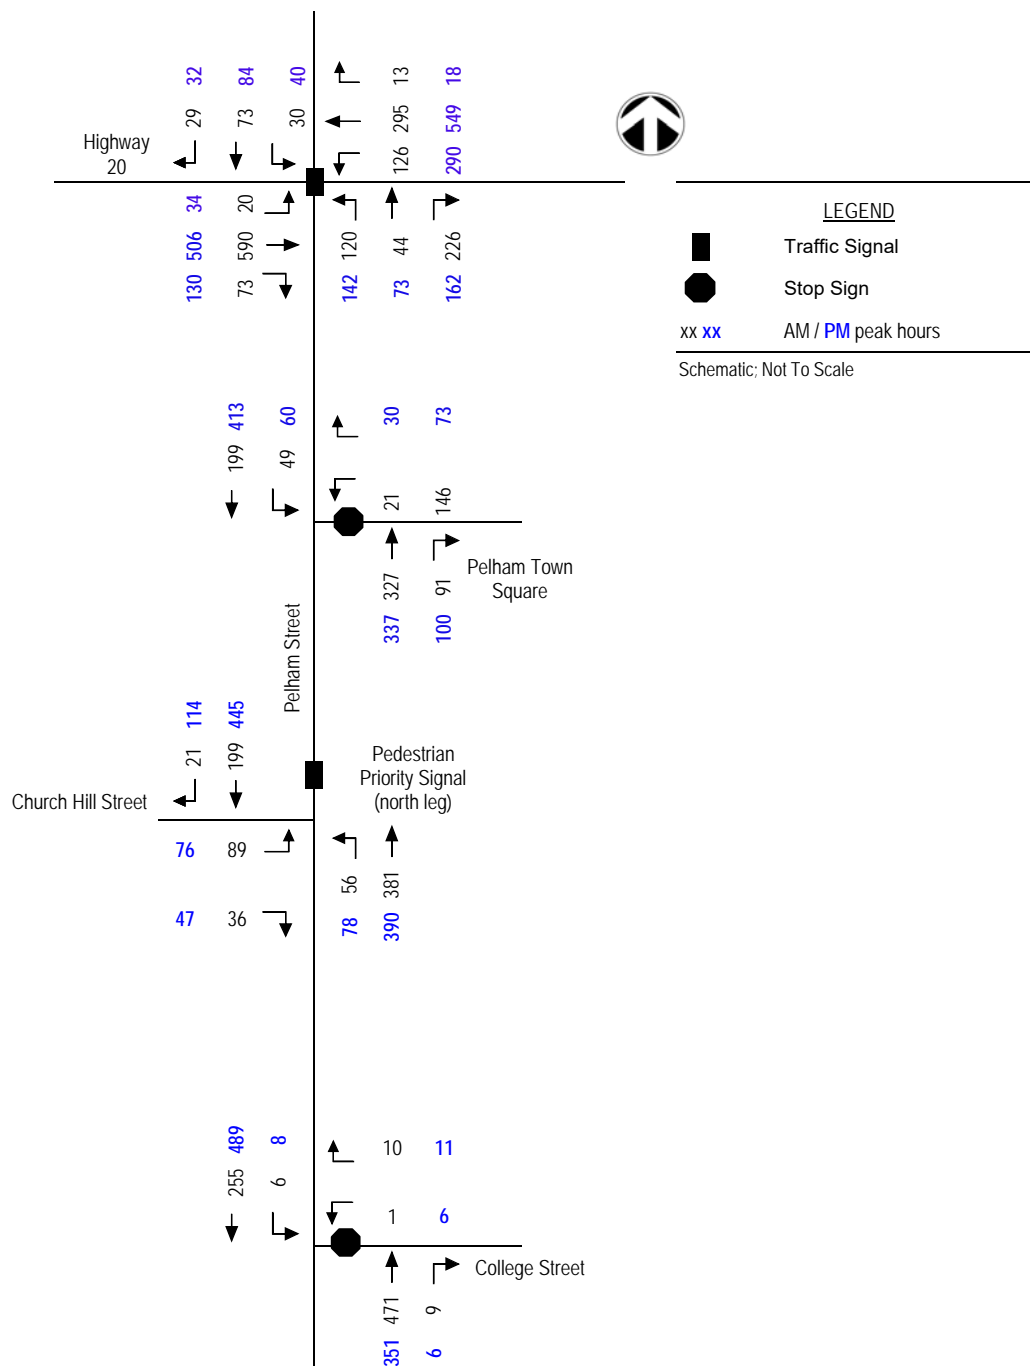 32 84 40 13 18
29 73 30 295 549
126 290
Highway
20
34 20
506 590
130 73
120 44 226
142 73 162
LEGEND
Traffic Signal
Stop Sign
xx xx AM / PM peak hours
Schematic; Not To Scale
413 60 30 73
199 49
21 146
327 91
337 100
Pelham Town
Square
Pelham Street
114 445
21 199
Pedestrian
Priority Signal
(north leg)
Church Hill Street
76 89
47 36
56 381
78 390
489 8 10 11
255 6
1 6
College Street
471 9
351 6